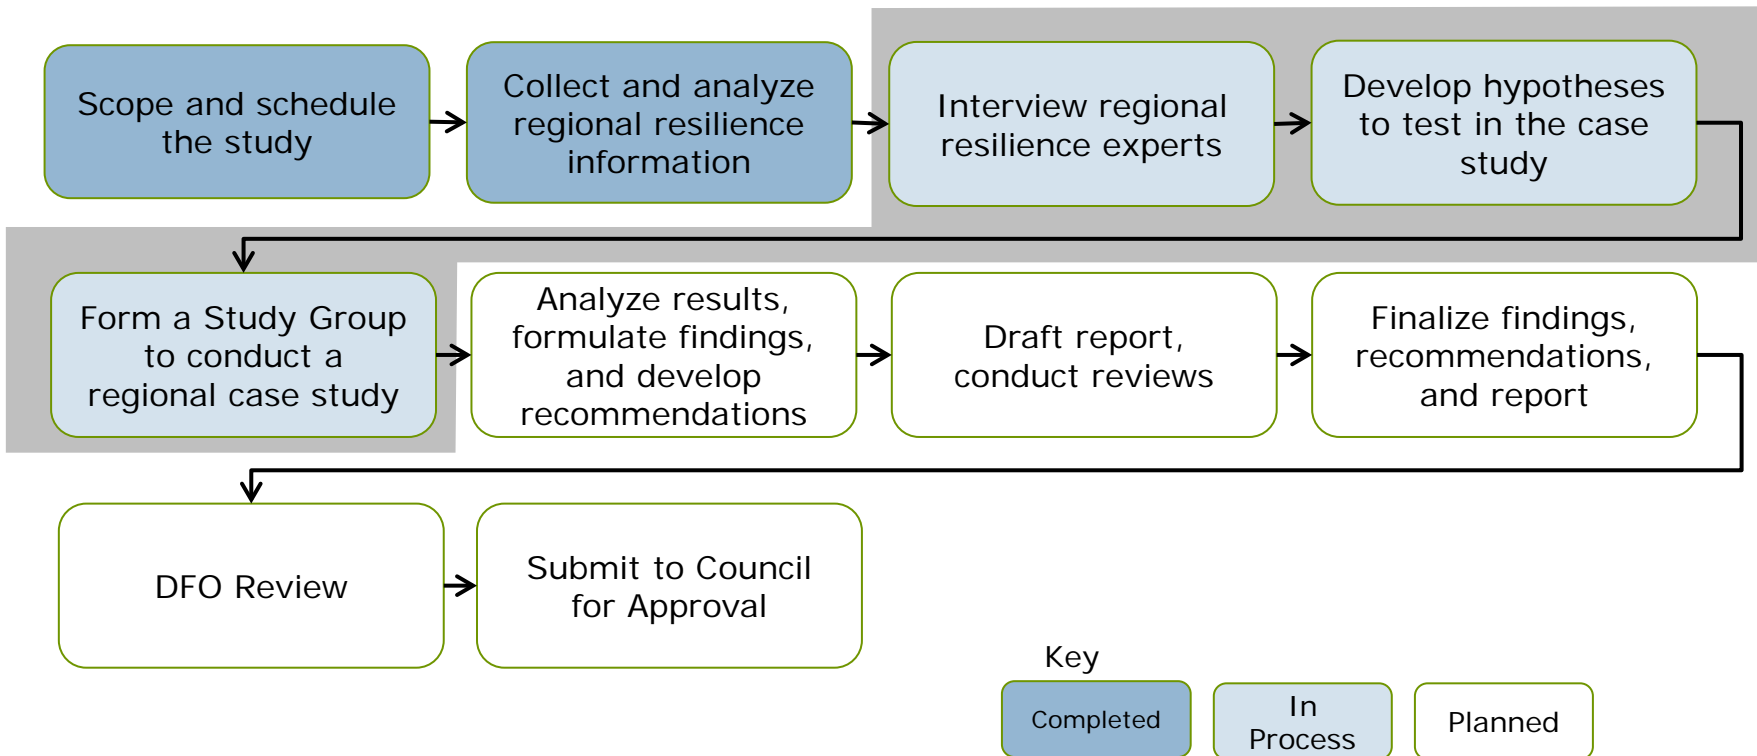 Scope and schedule
the study
Collect and analyze
regional resilience
information
Interview regional
resilience experts
Develop hypotheses
to test in the case
study
Form a Study Group
to conduct a
regional case study
Analyze results,
formulate findings,
and develop
recommendations
Draft report,
conduct reviews
Finalize findings,
recommendations,
and report
DFO Review
Submit to Council
for Approval
Key
Completed
In
Process
Planned